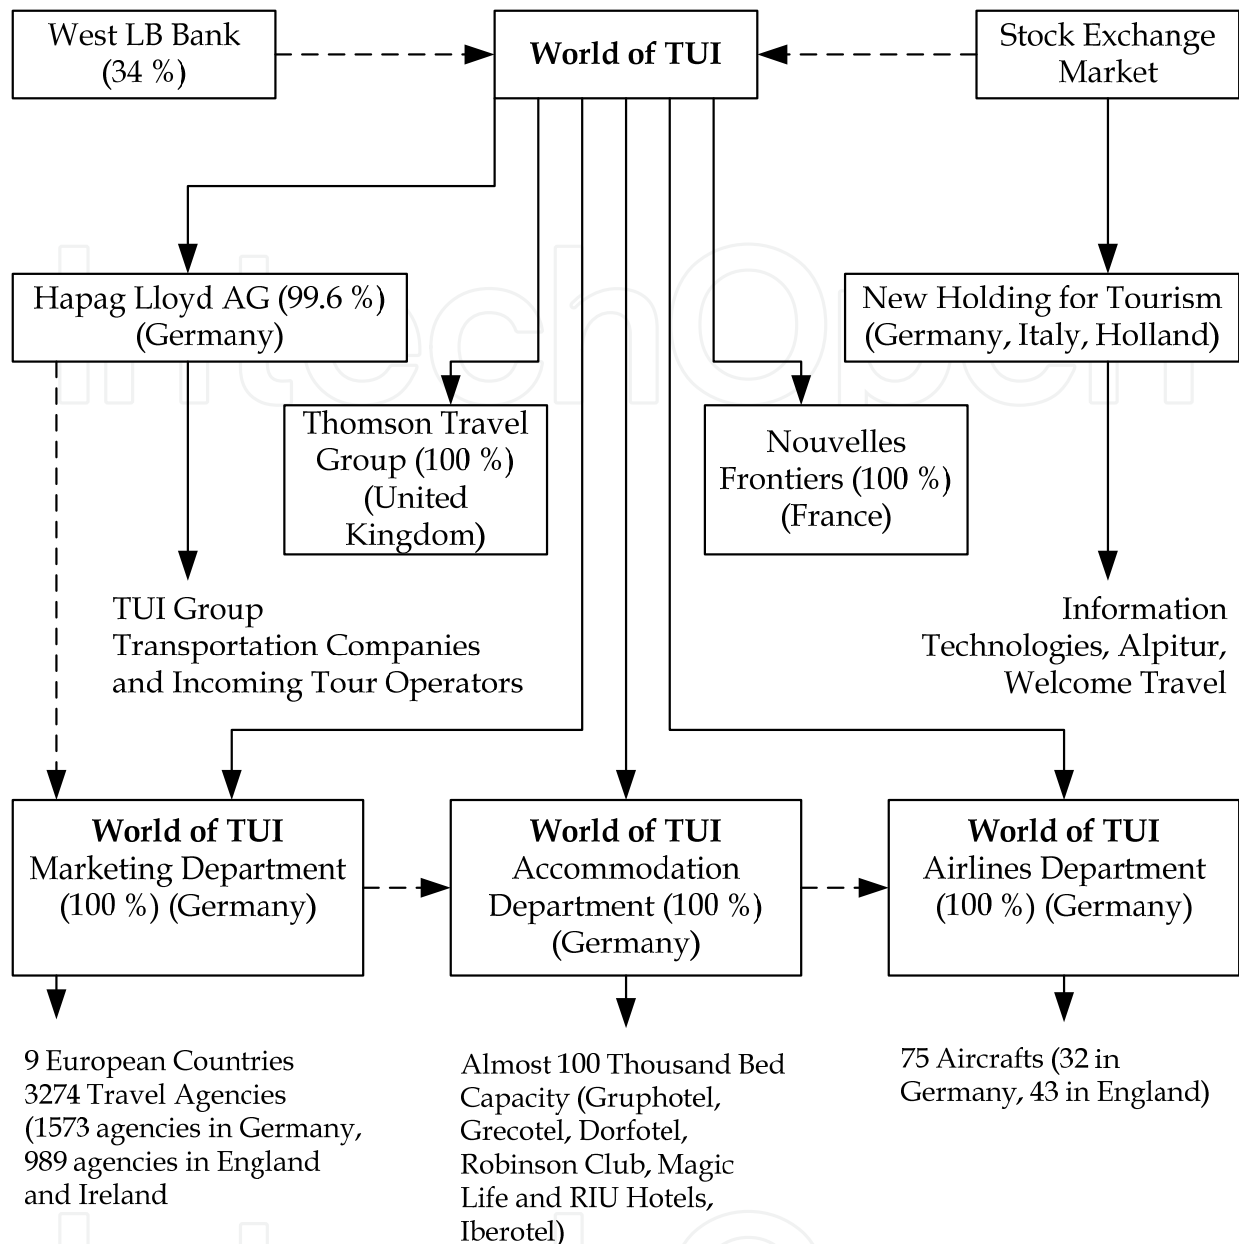 West LB Bank
(34 %)
World of TUI
Stock Exchange
Market
Hapag Lloyd AG (99.6 %)
(Germany)
New Holding for Tourism
(Germany, Italy, Holland)
Thomson Travel
Group (100 %)
(United
Kingdom)
Nouvelles
Frontiers (100 %)
(France)
TUI Group
Transportation Companies
and Incoming Tour Operators
Information
Technologies, Alpitur,
Welcome Travel
World of TUI
Marketing Department
(100 %) (Germany)
World of TUI
Accommodation
Department (100 %)
(Germany)
World of TUI
Airlines Department
(100 %) (Germany)
9 European Countries
3274 Travel Agencies
(1573 agencies in Germany,
989 agencies in England
and Ireland
Almost 100 Thousand Bed
Capacity (Gruphotel,
Grecotel, Dorfotel,
Robinson Club, Magic
Life and RIU Hotels,
Iberotel)
75 Aircrafts (32 in
Germany, 43 in England)
IntechOpen